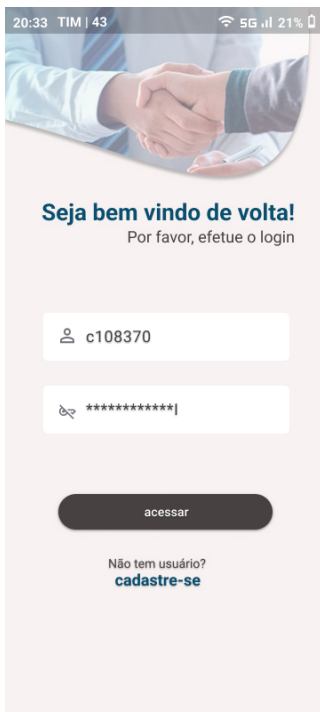 20:33 TIM | 43 5G 21%
Seja bem vindo de volta!
Por favor, efetue o login
c108370
************|
acessar
Não tem usuário?
cadastre-se